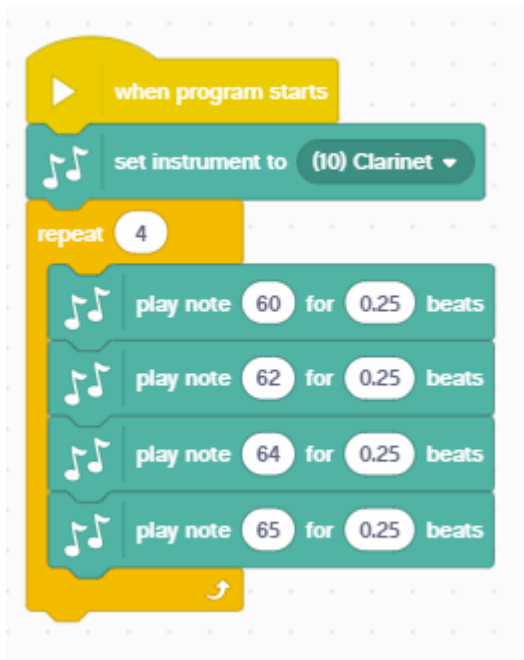 when program starts
set instrument to (10) Clarinet
repeat 4
play note 60 for 0.25 beats
play note 62 for 0.25 beats
play note 64 for 0.25 beats
play note 65 for 0.25 beats